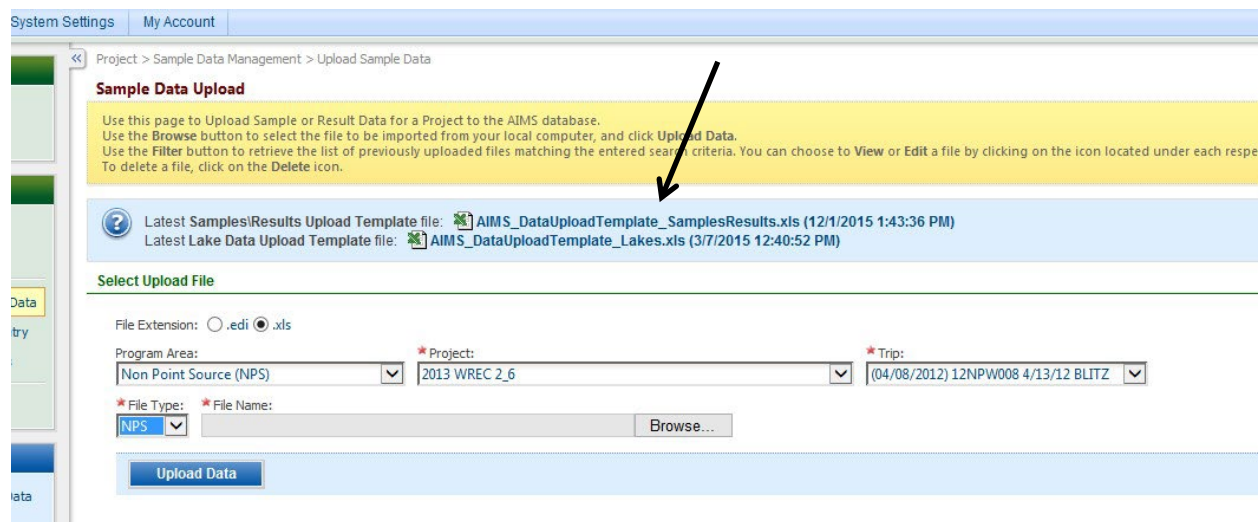 System Settings My Account
Project > Sample Data Management > Upload Sample Data
Sample Data Upload
Use this page to Upload Sample or Result Data for a Project to the AIMS database.
Use the Browse button to select the file to be imported from your local computer, and click Upload Data.
Use the Filter button to retrieve the list of previously uploaded files matching the entered search criteria. You can choose to View or Edit a file by clicking on the icon located under each respe
To delete a file, click on the Delete icon.
Latest Samples\Results Upload Template file: AIMS_DataUploadTemplate_SamplesResults.xls (12/1/2015 1:43:36 PM)
Latest Lake Data Upload Template file: AIMS_DataUploadTemplate_Lakes.xls (3/7/2015 12:40:52 PM)
Select Upload File
Data
try
File Extension: .edi .xls
Program Area: *Project: *Trip:
Non Point Source (NPS) 2013 WREC 2_6 (04/08/2012) 12NPW008 4/13/12 BLITZ
*File Type: *File Name:
NPS Browse...
Upload Data
ata